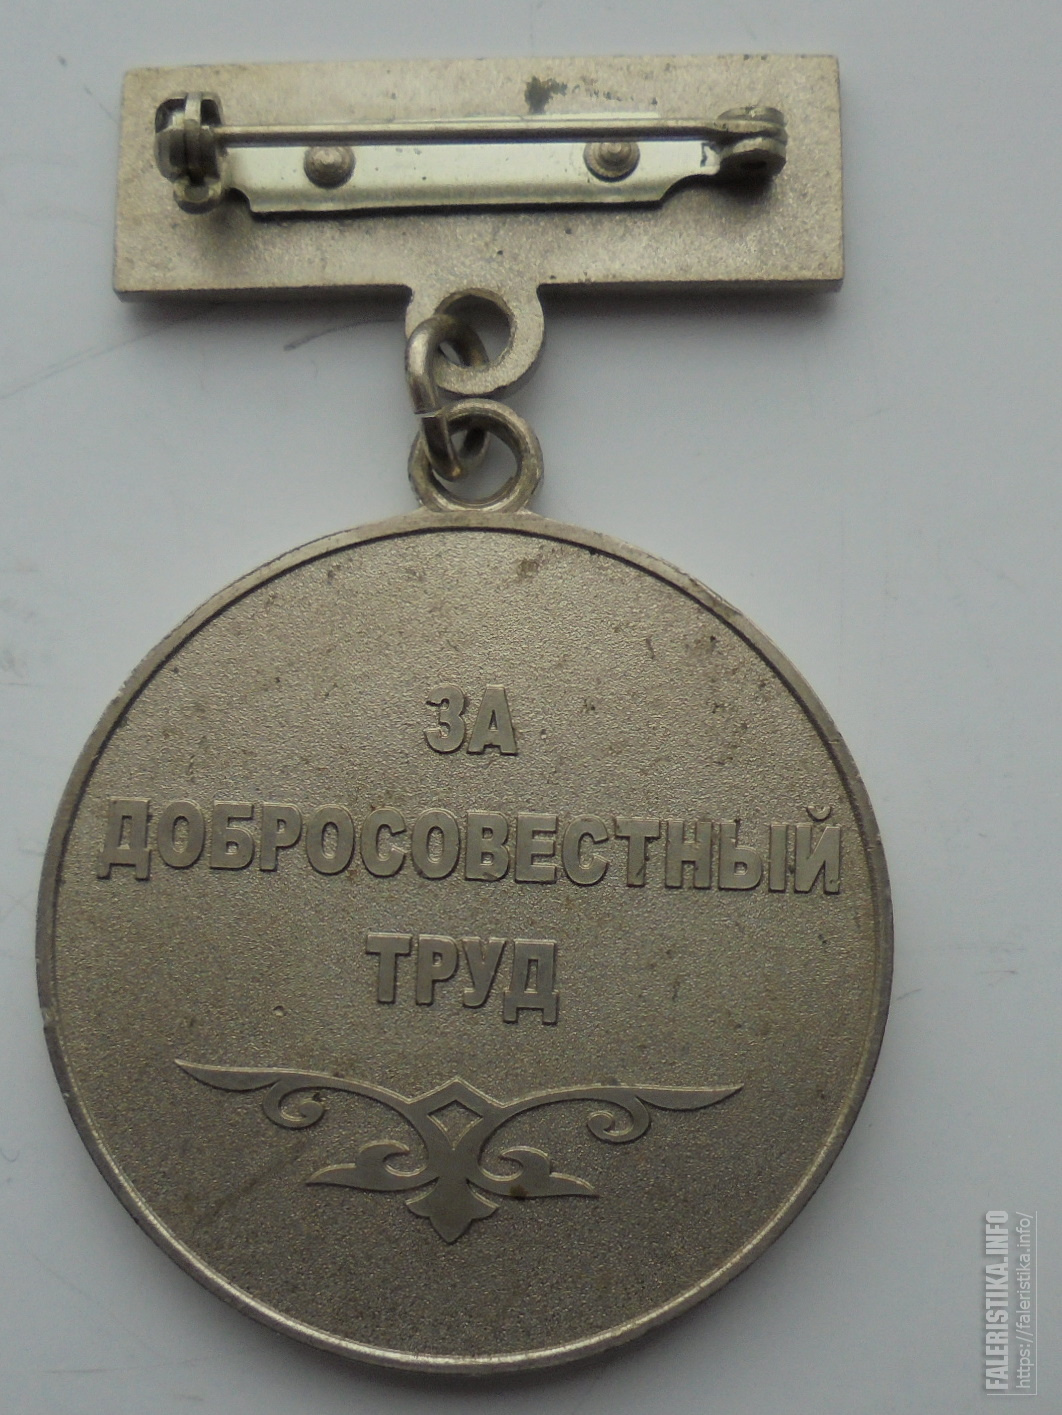 ЗА
ДОБРОСОВЕСТНЫЙ
ТРУД
FALERISTIKA.INFO
https://faleristika.info/